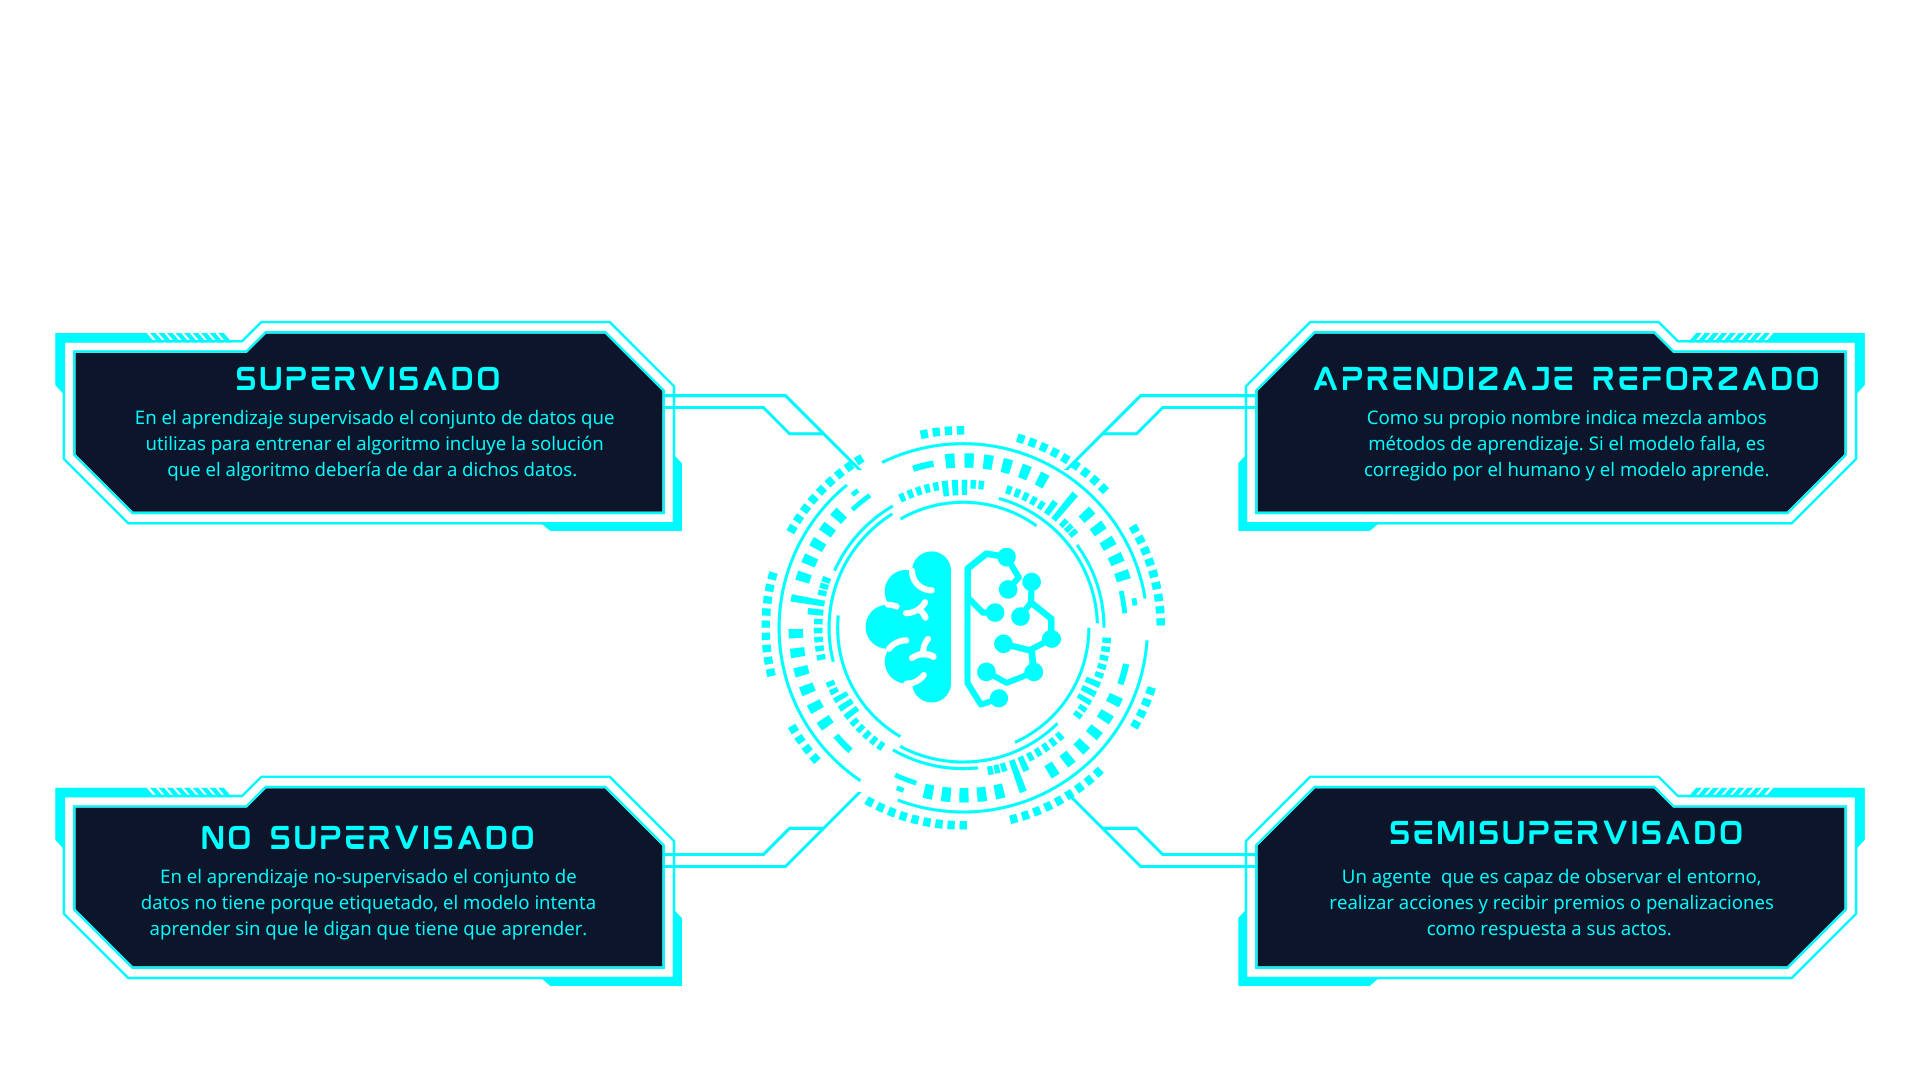 SUPERVISADO
En el aprendizaje supervisado el conjunto de datos que
utilizas para entrenar el algoritmo incluye la solución
que el algoritmo debería de dar a dichos datos.
APRENDIZAJE REFORZADO
Como su propio nombre indica mezcla ambos
métodos de aprendizaje. Si el modelo falla, es
corregido por el humano y el modelo aprende.
NO SUPERVISADO
En el aprendizaje no-supervisado el conjunto de
datos no tiene porque etiquetado, el modelo intenta
aprender sin que le digan que tiene que aprender.
SEMISUPERVISADO
Un agente  que es capaz de observar el entorno,
realizar acciones y recibir premios o penalizaciones
como respuesta a sus actos.